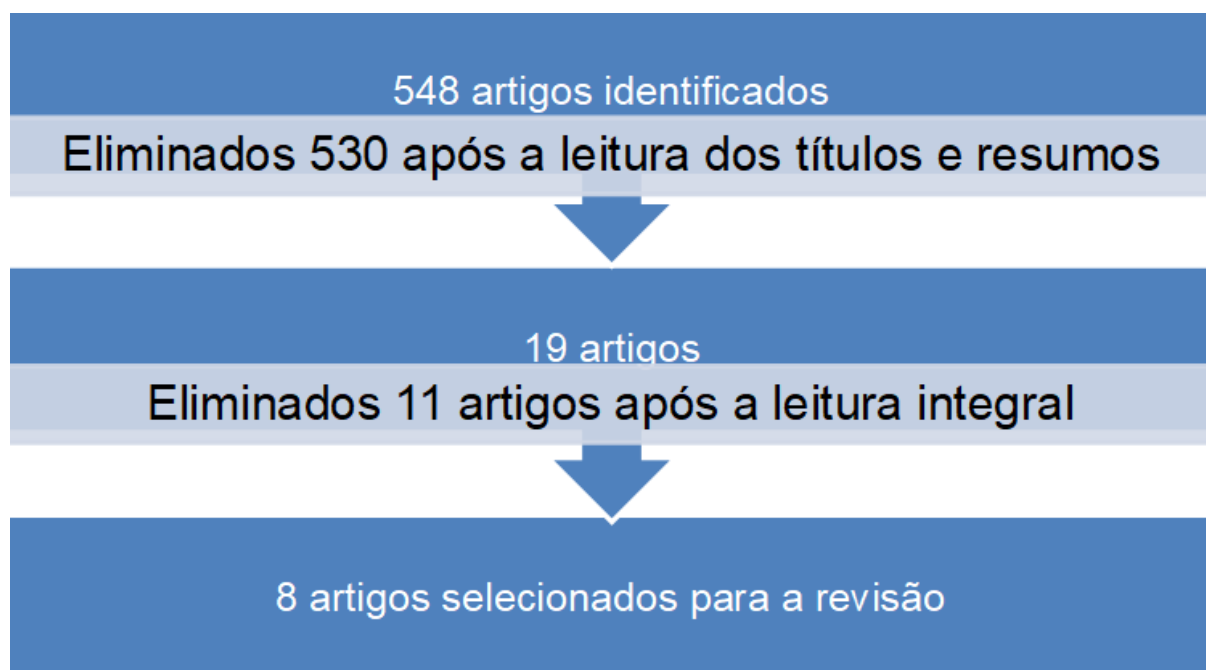 548 artigos identificados
Eliminados 530 após a leitura dos títulos e resumos
19 artigos
Eliminados 11 artigos após a leitura integral
8 artigos selecionados para a revisão